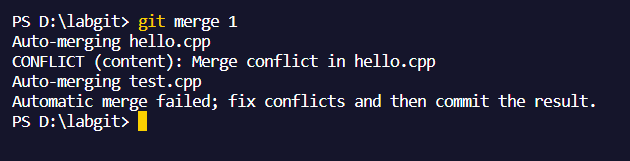 PS D:\labgit> git merge 1
Auto-merging hello.cpp
CONFLICT (content): Merge conflict in hello.cpp
Auto-merging test.cpp
Automatic merge failed; fix conflicts and then commit the result.
PS D:\labgit>